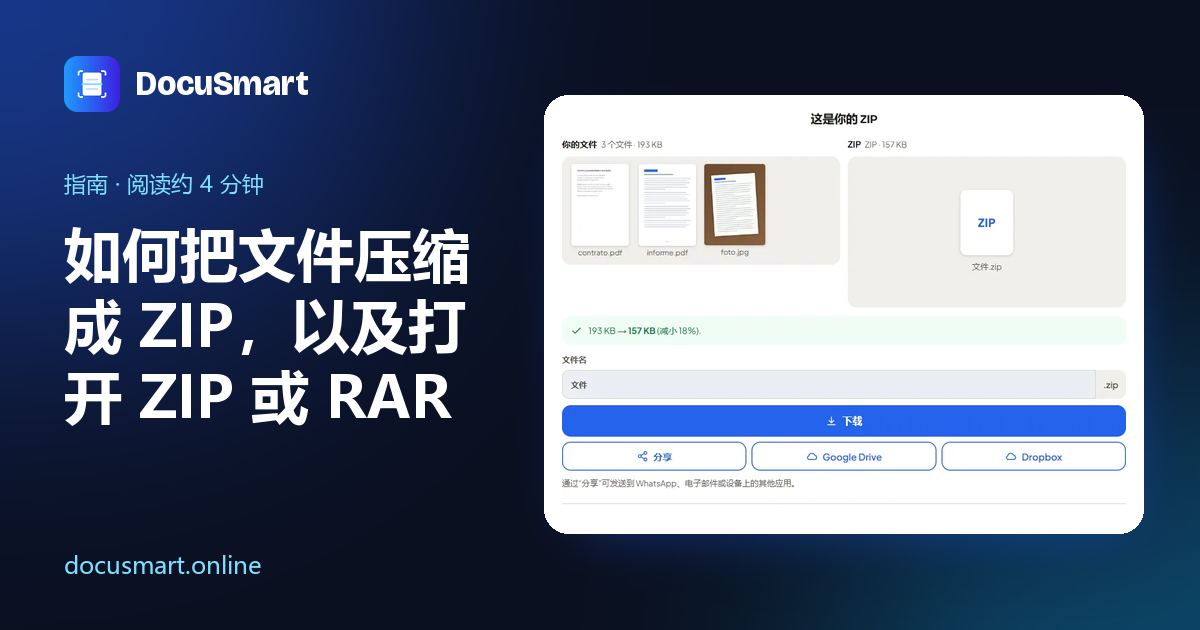 DocuSmart
指南 · 阅读约 4 分钟
如何把文件压缩
成 ZIP，以及打
开 ZIP 或 RAR
docusmart.online
这是你的 ZIP
你的文件 3 个文件 · 193 KB
contrato.pdf
informe.pdf
foto.jpg
ZIP ZIP · 157 KB
ZIP
文件.zip
193 KB → 157 KB (减小 18%).
文件名
文件
.zip
下载
分享
Google Drive
Dropbox
通过“分享”可发送到 WhatsApp、电子邮件或设备上的其他应用。